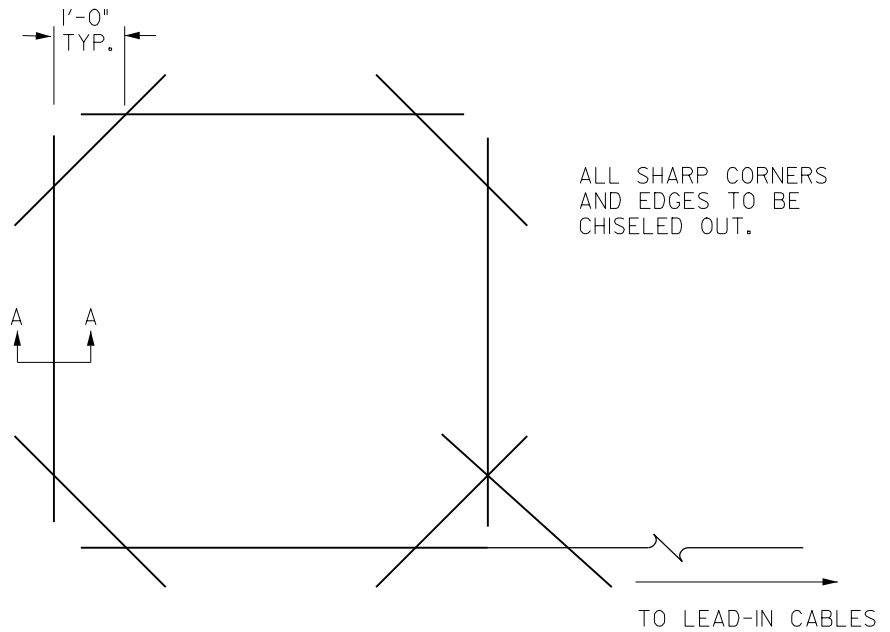 1'-0"
TYP.
ALL SHARP CORNERS
AND EDGES TO BE
CHISELED OUT.
A A
TO LEAD-IN CABLES